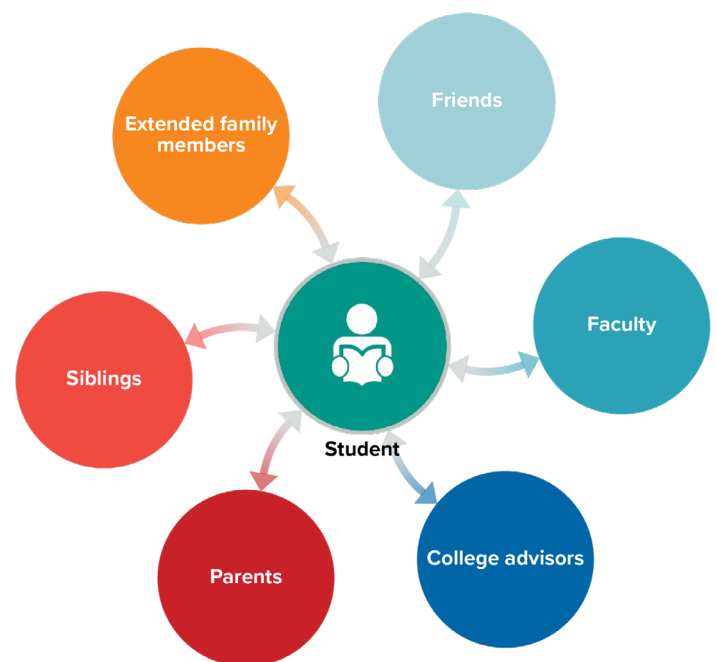 Friends
Extended family
members
Faculty
Siblings
Student
College advisors
Parents